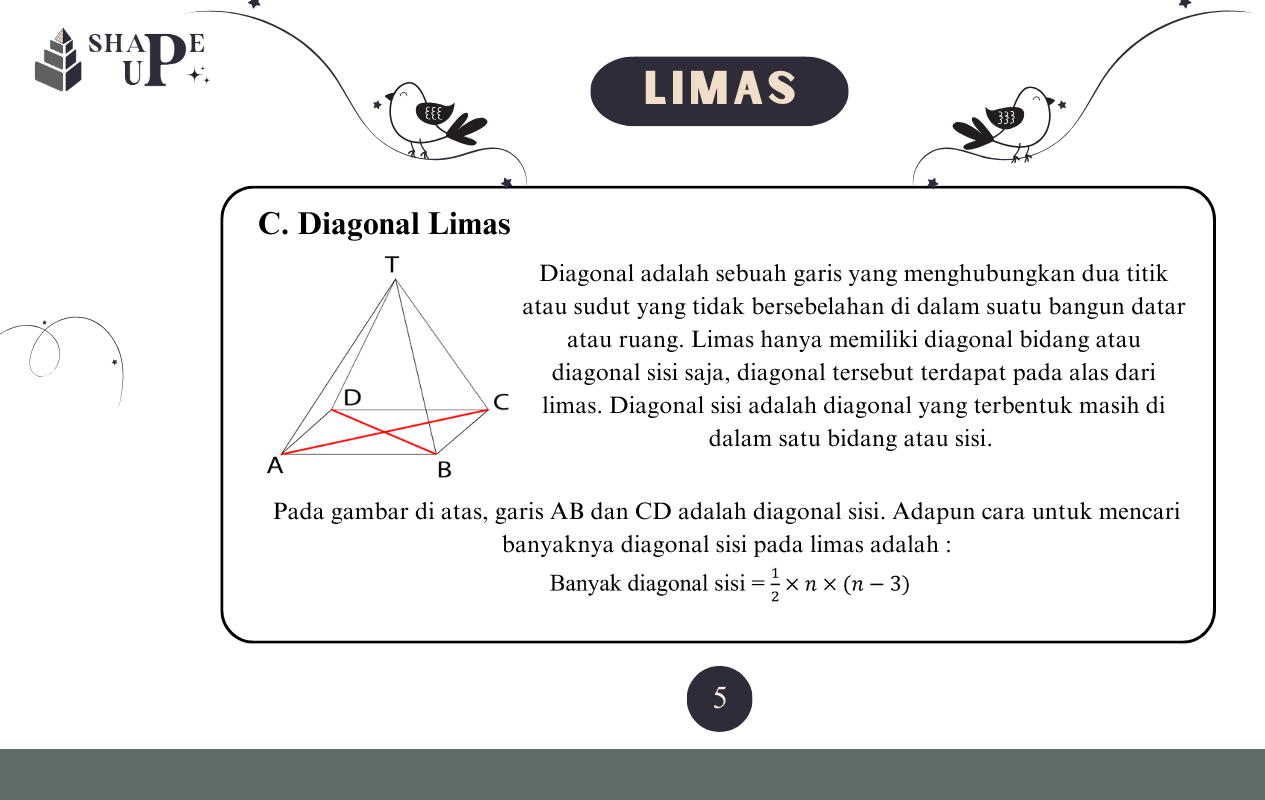 SHAPE
UP
LIMAS
C. Diagonal Limas
T
D
C
A
B
Diagonal adalah sebuah garis yang menghubungkan dua titik
atau sudut yang tidak bersebelahan di dalam suatu bangun datar
atau ruang. Limas hanya memiliki diagonal bidang atau
diagonal sisi saja, diagonal tersebut terdapat pada alas dari
limas. Diagonal sisi adalah diagonal yang terbentuk masih di
dalam satu bidang atau sisi.
Pada gambar di atas, garis AB dan CD adalah diagonal sisi. Adapun cara untuk mencari
banyaknya diagonal sisi pada limas adalah :
Banyak diagonal sisi = 1/2 × n × (n − 3)
5